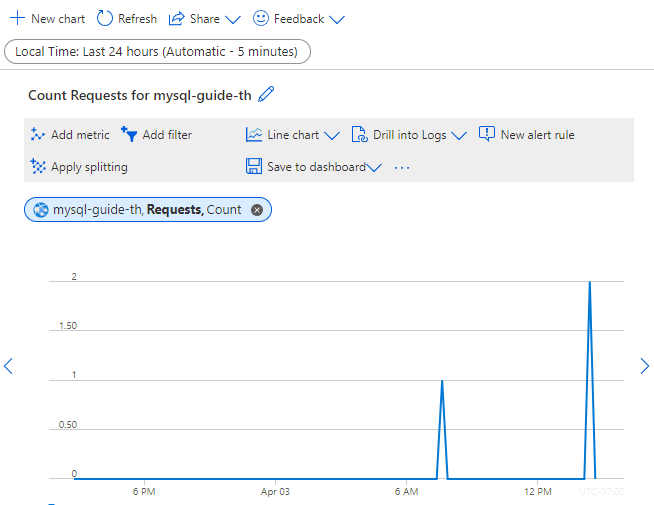 New chart Refresh Share Feedback
Local Time: Last 24 hours (Automatic - 5 minutes)
Count Requests for mysql-guide-th
Add metric Add filter Line chart Drill into Logs New alert rule
Apply splitting Save to dashboard ...
mysql-guide-th, Requests, Count
2
1.50
1
0.50
0
6 PM Apr 03 6 AM 12 PM UTC-07:00